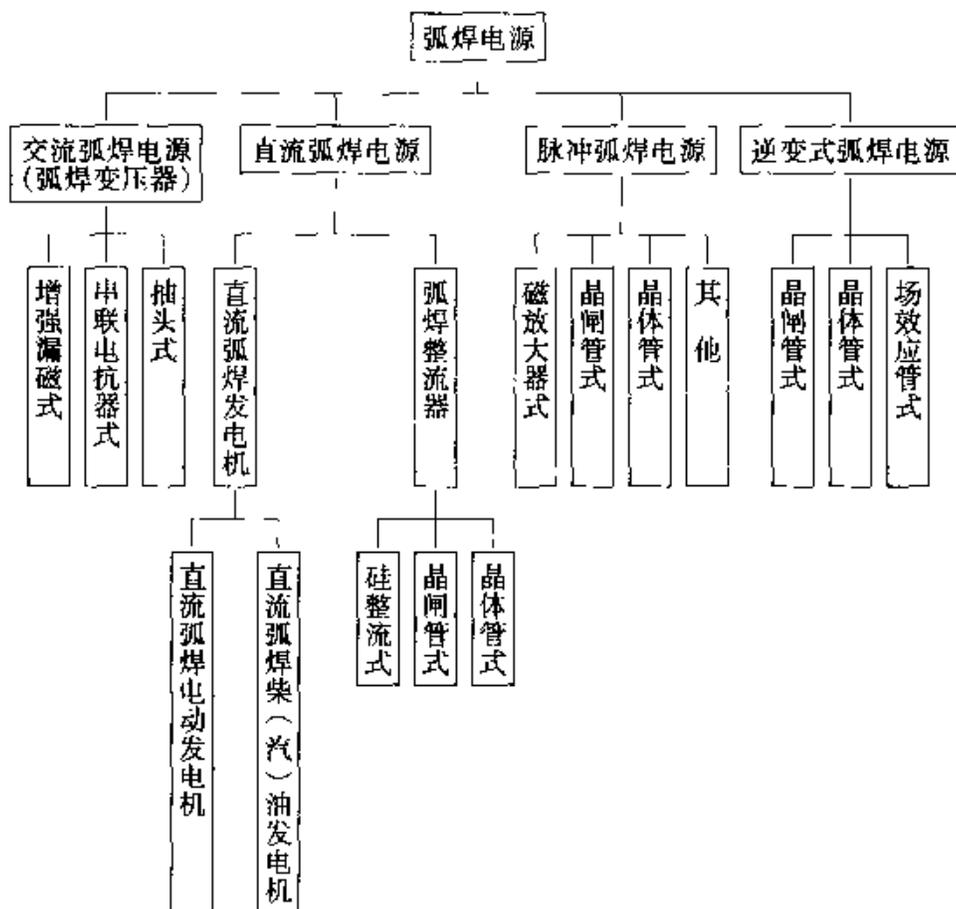 弧焊电源
交流弧焊电源
(弧焊变压器)
直流弧焊电源
脉冲弧焊电源
逆变式弧焊电源
增强漏磁式
串联电抗器式
抽头式
直流弧焊发电机
弧焊整流器
磁放大器式
晶闸管式
晶体管式
其他
晶闸管式
晶体管式
场效应管式
直流弧焊电动发电机
直流弧焊柴(汽)油发电机
硅整流式
晶闸管式
晶体管式